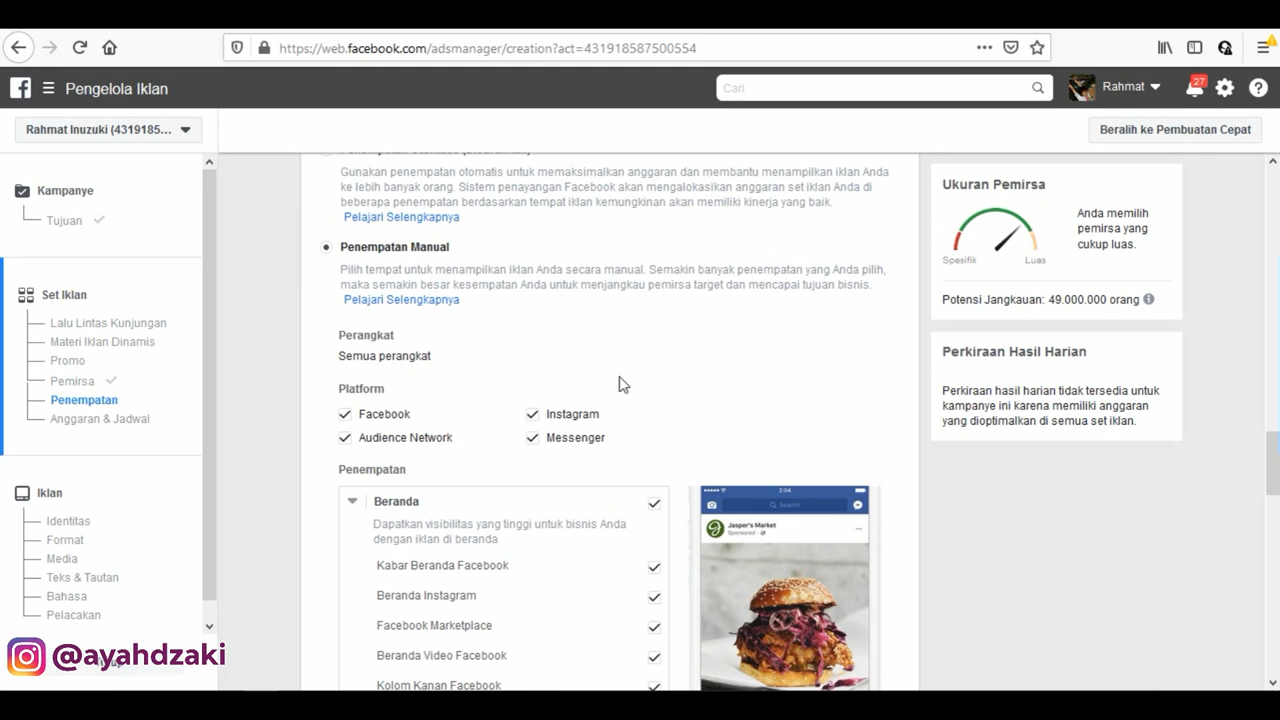 https://web.facebook.com/adsmanager/creation?act=431918587500554
Pengelola Iklan
Cari
Rahmat
27
Rahmat Inuzuki (4319185...
Beralih ke Pembuatan Cepat
Kampanye
Tujuan
Set Iklan
Lalu Lintas Kunjungan
Materi Iklan Dinamis
Promo
Pemirsa
Penempatan
Anggaran & Jadwal
Iklan
Identitas
Format
Media
Teks & Tautan
Bahasa
Pelacakan
@ayahdzaki
Gunakan penempatan otomatis untuk memaksimalkan anggaran dan membantu menampilkan iklan Anda
ke lebih banyak orang. Sistem penayangan Facebook akan mengalokasikan anggaran set iklan Anda di
beberapa penempatan berdasarkan tempat iklan kemungkinan akan memiliki kinerja yang baik.
Pelajari Selengkapnya
Penempatan Manual
Pilih tempat untuk menampilkan iklan Anda secara manual. Semakin banyak penempatan yang Anda pilih,
maka semakin besar kesempatan Anda untuk menjangkau pemirsa target dan mencapai tujuan bisnis.
Pelajari Selengkapnya
Perangkat
Semua perangkat
Platform
Facebook
Instagram
Audience Network
Messenger
Penempatan
Beranda
Dapatkan visibilitas yang tinggi untuk bisnis Anda
dengan iklan di beranda
Kabar Beranda Facebook
Beranda Instagram
Facebook Marketplace
Beranda Video Facebook
Kolom Kanan Facebook
2:04
Search
Jasper's Market
Sponsored
Ukuran Pemirsa
Anda memilih
pemirsa yang
cukup luas.
Spesifik
Luas
Potensi Jangkauan: 49.000.000 orang
Perkiraan Hasil Harian
Perkiraan hasil harian tidak tersedia untuk
kampanye ini karena memiliki anggaran
yang dioptimalkan di semua set iklan.